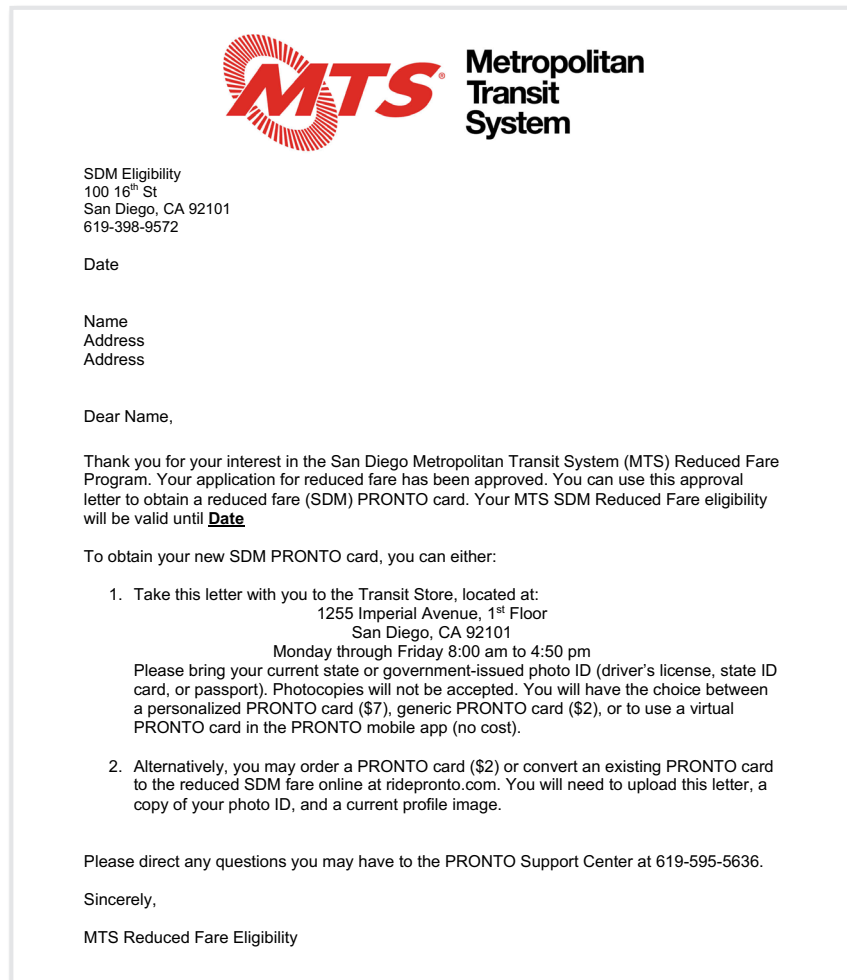 MTS®
Metropolitan
Transit
System
SDM Eligibility
100 16th St
San Diego, CA 92101
619-398-9572
Date
Name
Address
Address
Dear Name,
Thank you for your interest in the San Diego Metropolitan Transit System (MTS) Reduced Fare
Program. Your application for reduced fare has been approved. You can use this approval
letter to obtain a reduced fare (SDM) PRONTO card. Your MTS SDM Reduced Fare eligibility
will be valid until Date
To obtain your new SDM PRONTO card, you can either:
1. Take this letter with you to the Transit Store, located at:
1255 Imperial Avenue, 1st Floor
San Diego, CA 92101
Monday through Friday 8:00 am to 4:50 pm
Please bring your current state or government-issued photo ID (driver's license, state ID
card, or passport). Photocopies will not be accepted. You will have the choice between
a personalized PRONTO card ($7), generic PRONTO card ($2), or to use a virtual
PRONTO card in the PRONTO mobile app (no cost).
2. Alternatively, you may order a PRONTO card ($2) or convert an existing PRONTO card
to the reduced SDM fare online at ridepronto.com. You will need to upload this letter, a
copy of your photo ID, and a current profile image.
Please direct any questions you may have to the PRONTO Support Center at 619-595-5636.
Sincerely,
MTS Reduced Fare Eligibility